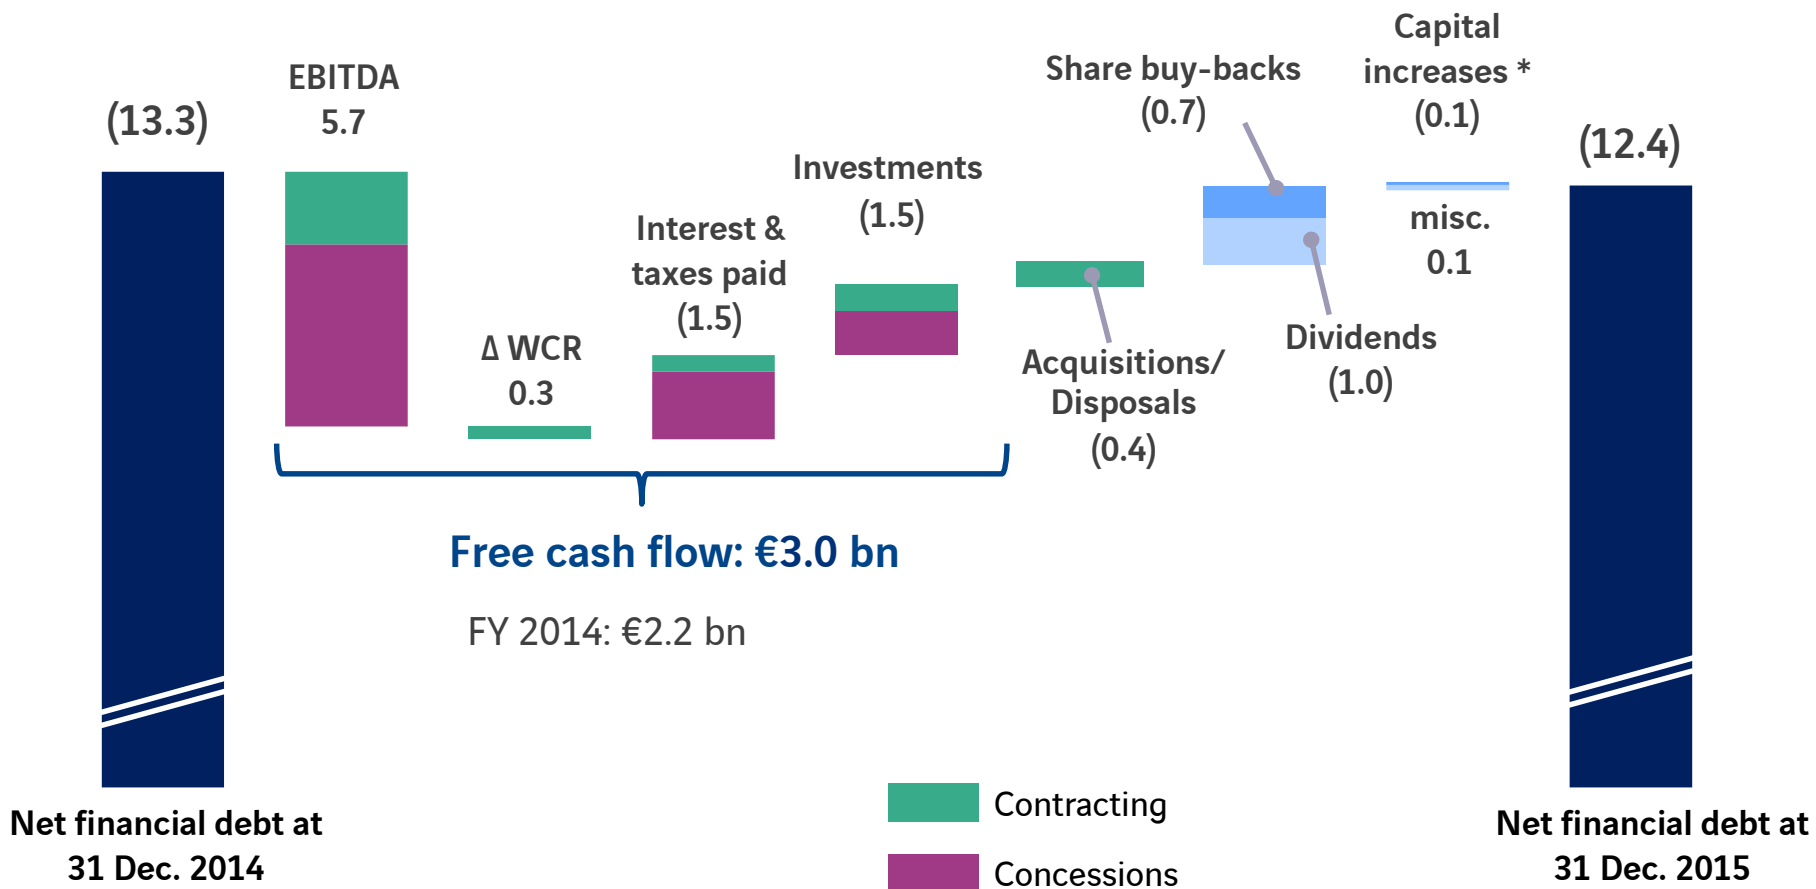 (13.3)
EBITDA
5.7
Δ WCR
0.3
Interest &
taxes paid
(1.5)
Investments
(1.5)
Acquisitions/
Disposals
(0.4)
Share buy-backs
(0.7)
Dividends
(1.0)
Capital
increases *
(0.1)
misc.
0.1
(12.4)
Free cash flow: €3.0 bn
FY 2014: €2.2 bn
Contracting
Concessions
Net financial debt at
31 Dec. 2014
Net financial debt at
31 Dec. 2015